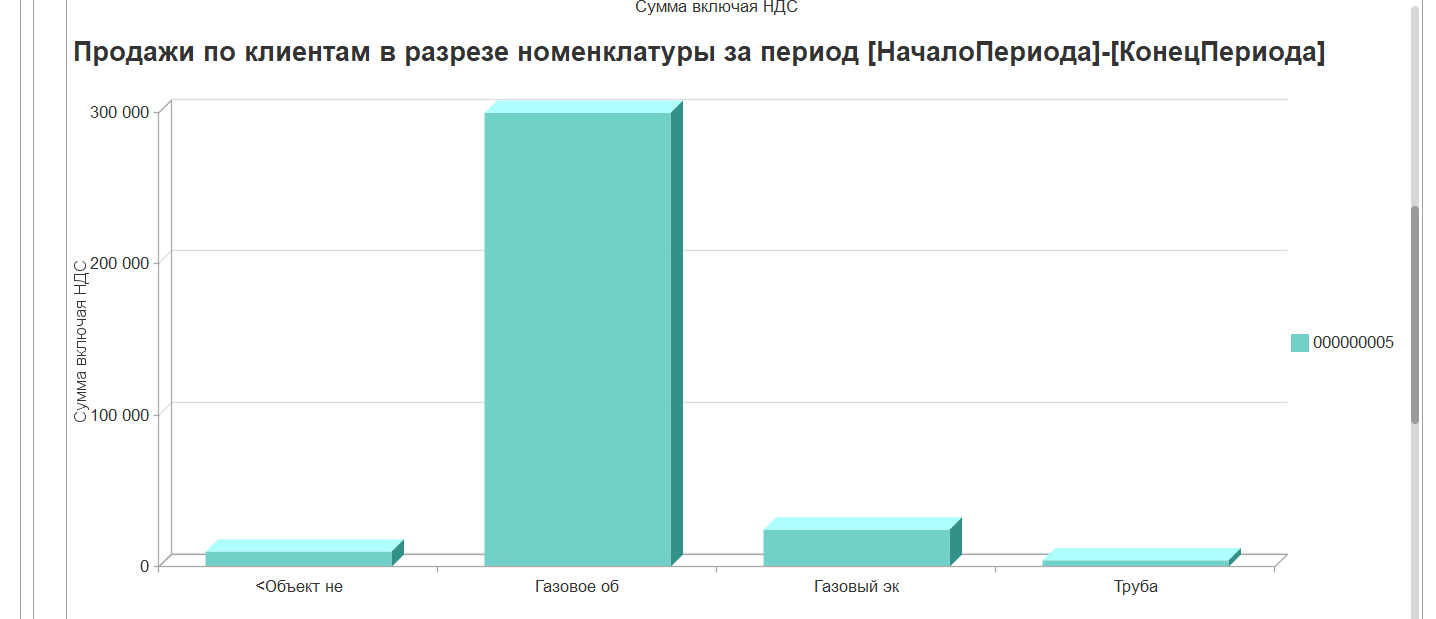 Сумма включая НДС
Продажи по клиентам в разрезе номенклатуры за период [НачалоПериода]-[КонецПериода]
300 000
200 000
100 000
0
Сумма включая НДС
<Объект не
Газовое об
Газовый эк
Труба
000000005